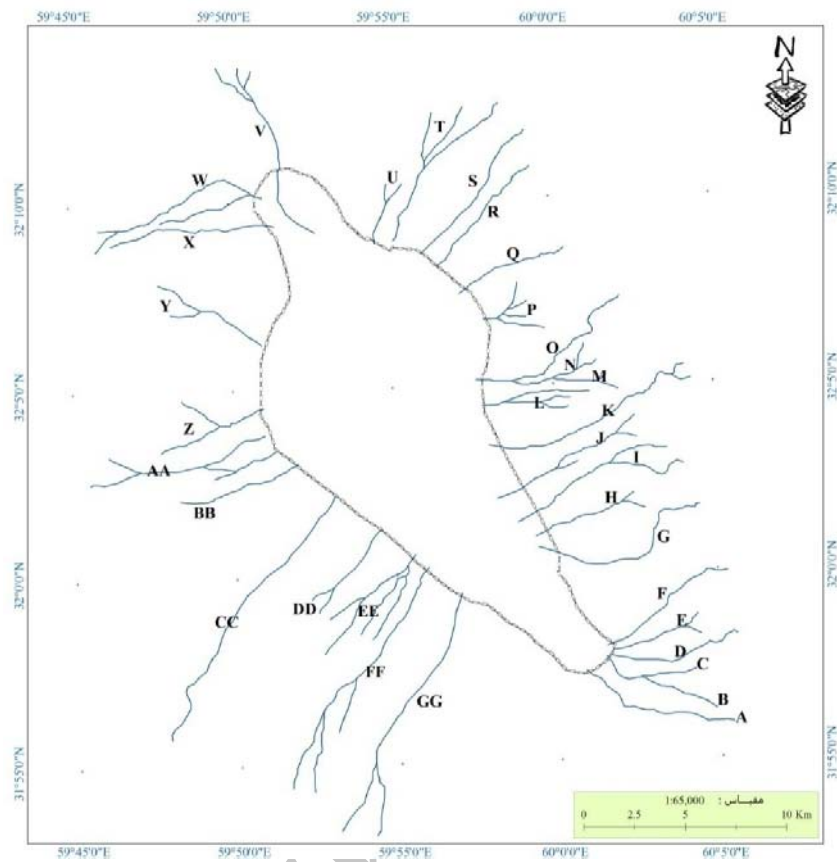 59°45'0"E 59°50'0"E 59°55'0"E 60°0'0"E 60°5'0"E
N
V
T
U
S
W
R
32°10'0"N
32°10'0"N
X
Q
Y
P
O
N
M
32°5'0"N
32°5'0"N
L
K
Z
J
AA
I
BB
H
G
32°0'0"N
32°0'0"N
F
DD
EE
CC
E
D
C
FF
B
GG
A
31°55'0"N
31°55'0"N
مقیاس : 1:65,000
0 2.5 5 10 Km
59°45'0"E 59°50'0"E 59°55'0"E 60°0'0"E 60°5'0"E